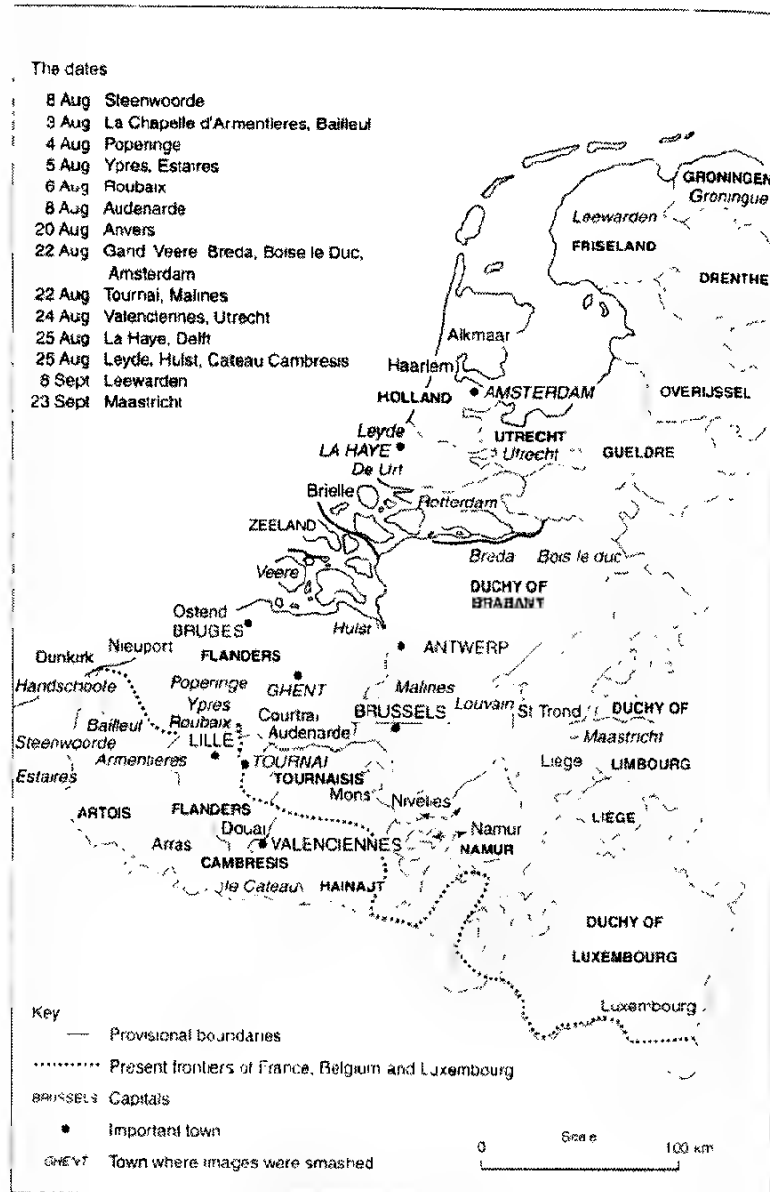 The dates
8 Aug Steenwoorde
3 Aug La Chapelle d'Armentieres, Bailleul
4 Aug Poperinge
5 Aug Ypres, Estaires
6 Aug Roubaix
8 Aug Audenarde
20 Aug Anvers
22 Aug Gand Veere Breda, Boise le Duc,
Amsterdam
22 Aug Tournai, Malines
24 Aug Valenciennes, Utrecht
25 Aug La Haye, Delft
25 Aug Leyde, Hulst, Cateau Cambresis
8 Sept Leewarden
23 Sept Maastricht
GRONINGEN
Groningue
Leewarden
FRISELAND
DRENTHE
Alkmaar
Haarlem
HOLLAND
AMSTERDAM
OVERIJSSEL
Leyde
LA HAYE
UTRECHT
Utrecht
GUELDRE
De Urt
Brielle
Rotterdam
ZEELAND
Veere
Breda
Bois le duc
DUCHY OF
BRABANT
Ostend
BRUGES
Hulst
Nieuport
Dunkirk
FLANDERS
ANTWERP
Handschoote
Poperinge
GHENT
Malines
Ypres
Louvain
Bailleul
Roubaix
Courtrai
BRUSSELS
St Trond
DUCHY OF
Steenwoorde
LILLE
Audenarde
Maastricht
Armentieres
TOURNAI
Liege
LIMBOURG
Estaires
TOURNAISIS
Mons
Nivelles
ARTOIS
FLANDERS
LIEGE
Douai
Namur
Arras
VALENCIENNES
NAMUR
CAMBRESIS
le Cateau
HAINAUT
DUCHY OF
LUXEMBOURG
Luxembourg
Key
Provisional boundaries
Present frontiers of France, Belgium and Luxembourg
BRUSSELS Capitals
Important town
GHENT Town where images were smashed
Scale
0 100 km